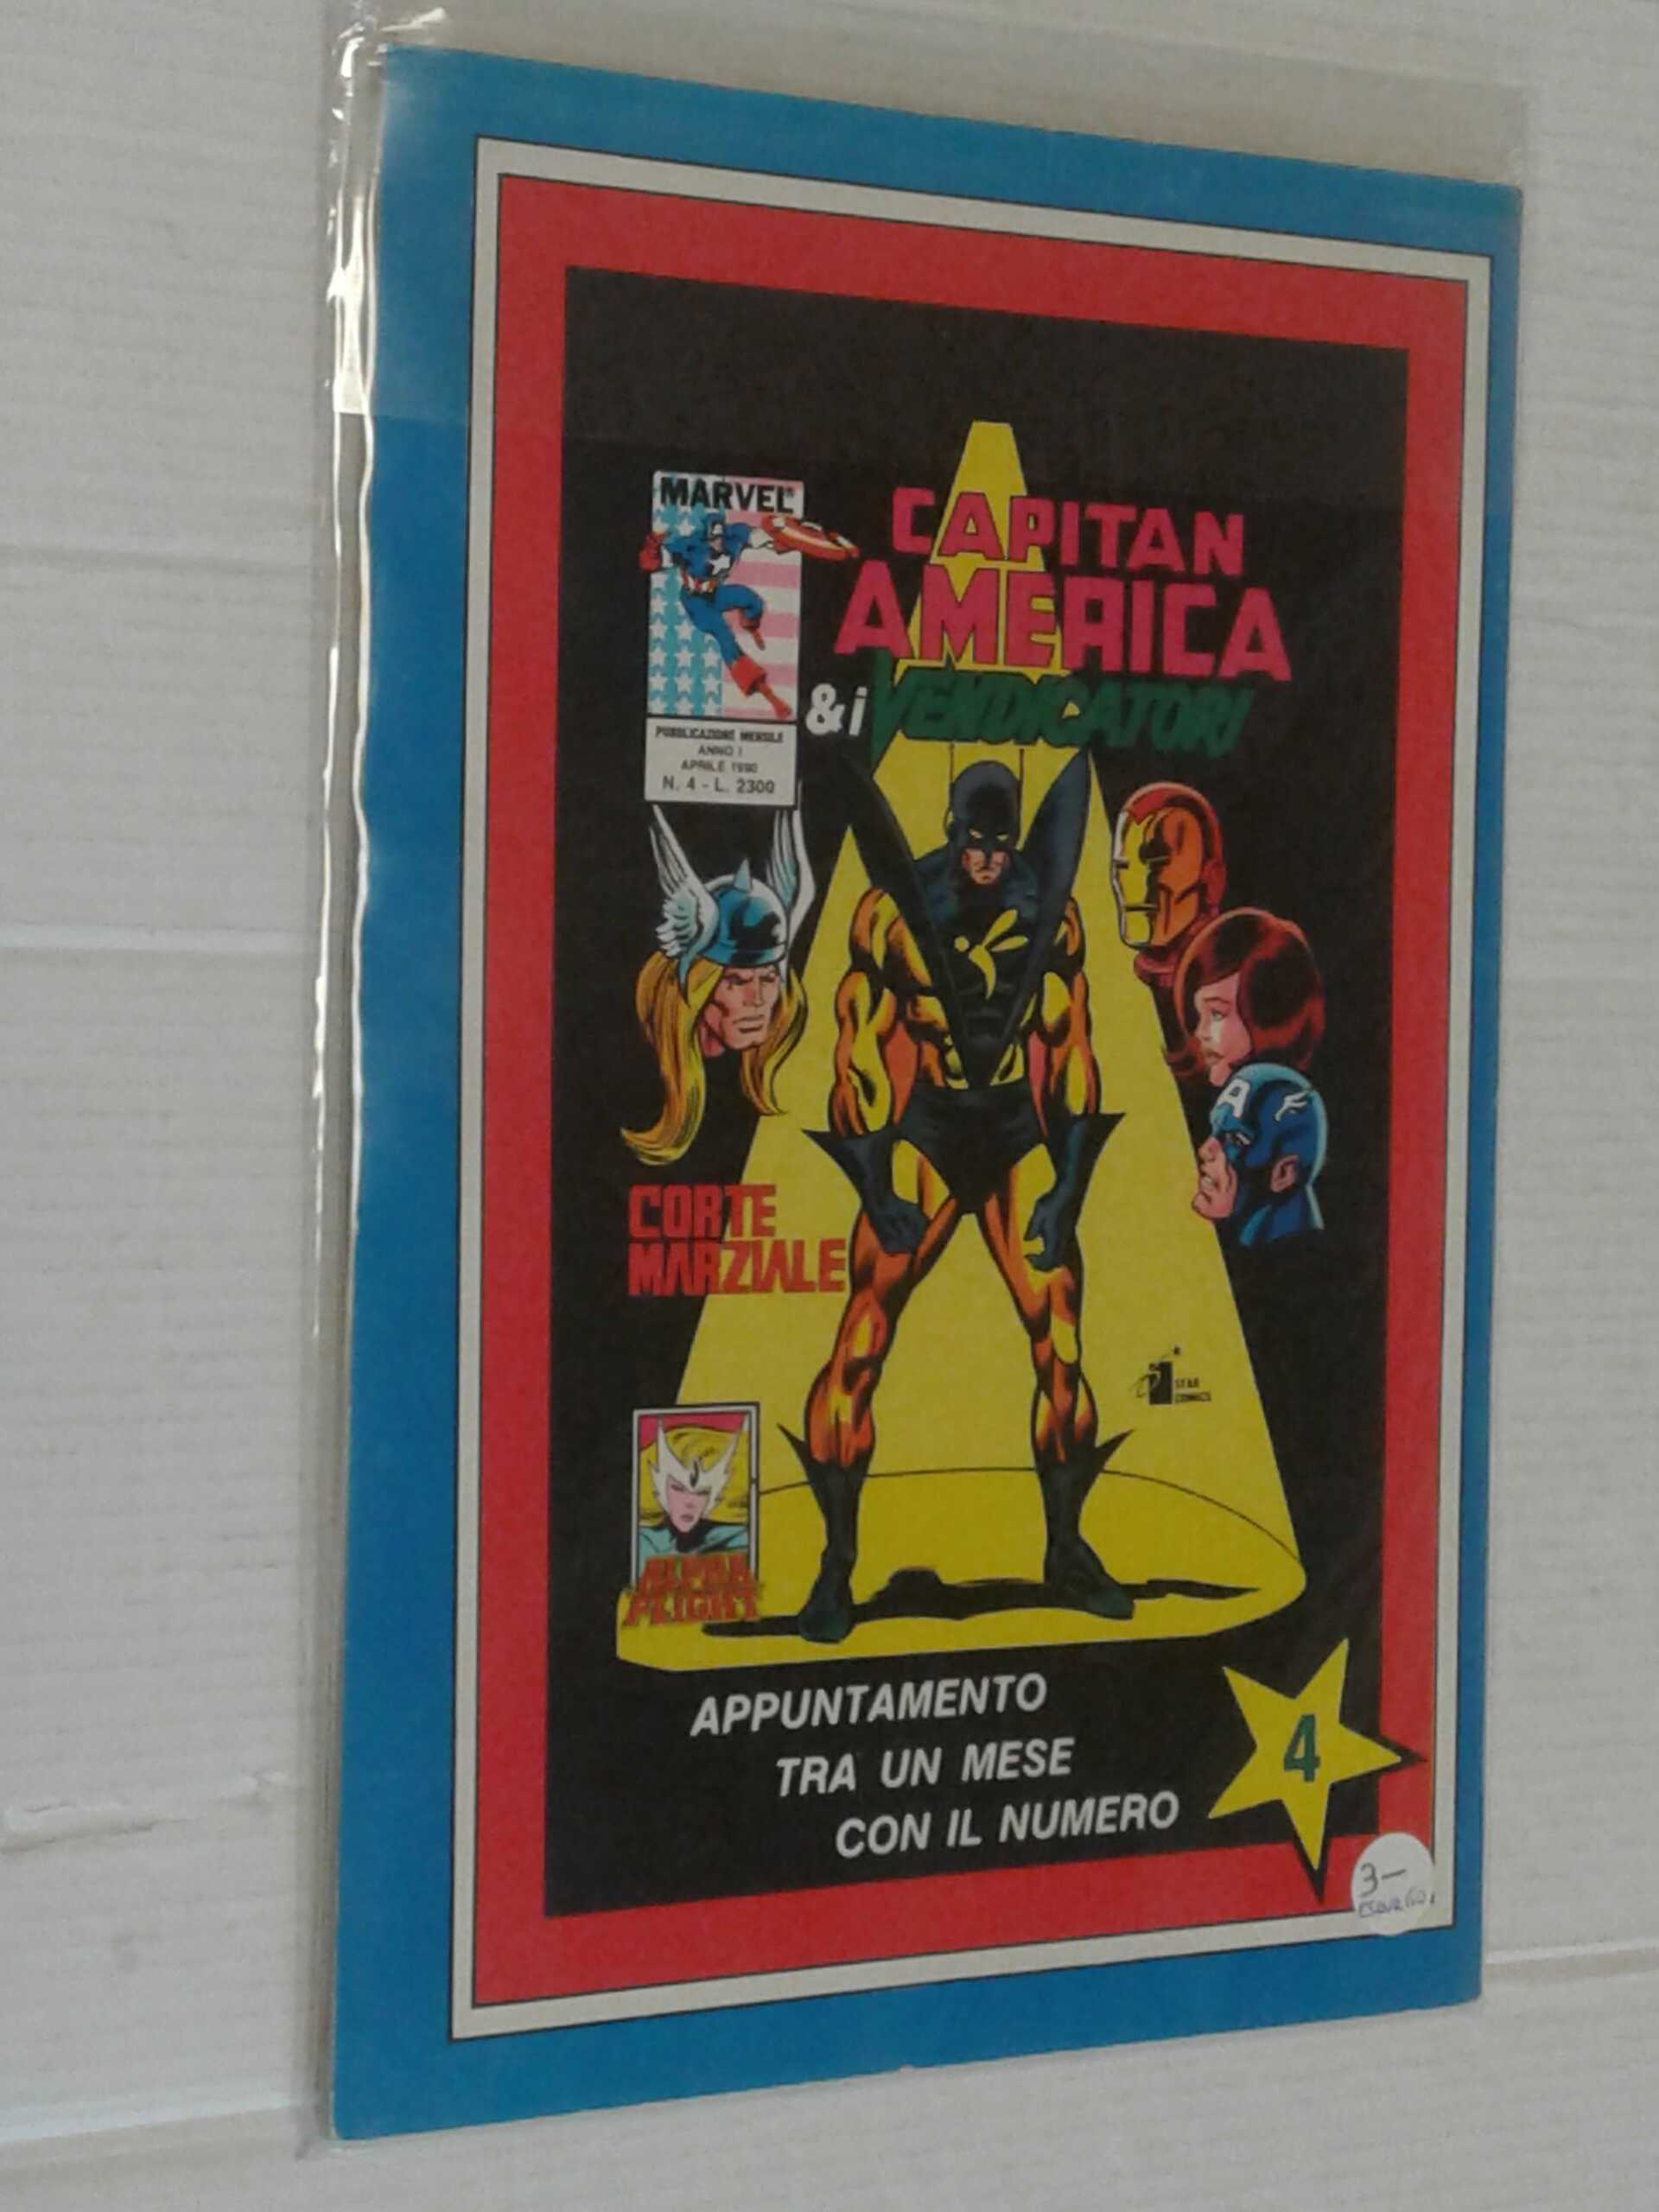 MARVEL®
CAPITAN
AMERICA
& i VENDICATORI
PUBBLICAZIONE MENSILE
ANNO I
APRILE 1990
N. 4 - L. 2300
A
CORTE
MARZIALE
STAR
COMICS
ALPHA
FLIGHT
APPUNTAMENTO
TRA UN MESE
CON IL NUMERO
4
3-